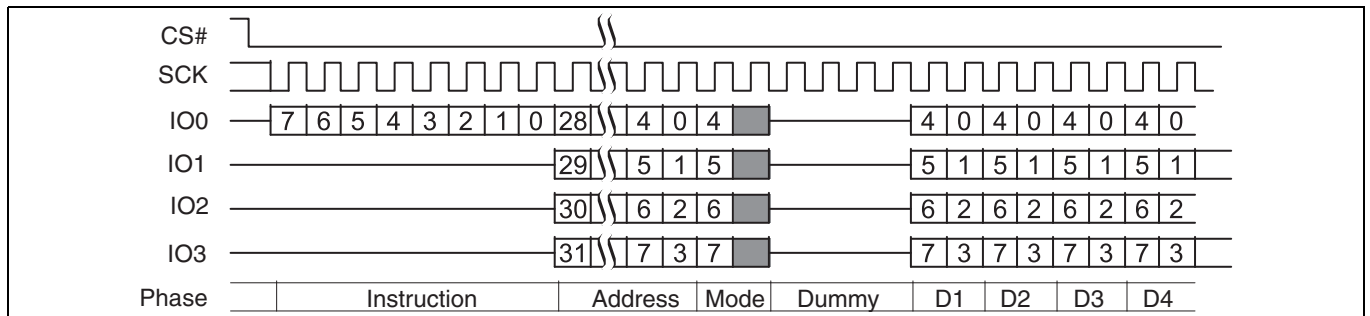 CS#
SCK
IO0 7 6 5 4 3 2 1 0 28 4 0 4 4 0 4 0 4 0 4 0
IO1 29 5 1 5 5 1 5 1 5 1 5 1
IO2 30 6 2 6 6 2 6 2 6 2 6 2
IO3 31 7 3 7 7 3 7 3 7 3 7 3
Phase Instruction Address Mode Dummy D1 D2 D3 D4